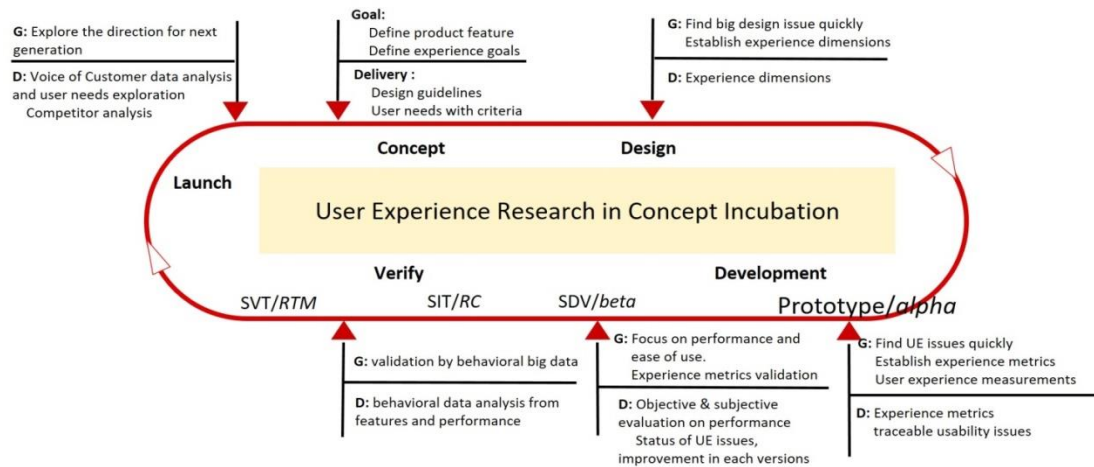 G: Explore the direction for next
generation
D: Voice of Customer data analysis
and user needs exploration
Competitor analysis
Goal:
Define product feature
Define experience goals
Delivery :
Design guidelines
User needs with criteria
G: Find big design issue quickly
Establish experience dimensions
D: Experience dimensions
Concept
Design
Launch
User Experience Research in Concept Incubation
Verify
Development
SVT/RTM
SIT/RC
SDV/beta
Prototype/alpha
G: validation by behavioral big data
D: behavioral data analysis from
features and performance
G: Focus on performance and
ease of use.
Experience metrics validation
D: Objective & subjective
evaluation on performance
Status of UE issues,
improvement in each versions
G: Find UE issues quickly
Establish experience metrics
User experience measurements
D: Experience metrics
traceable usability issues